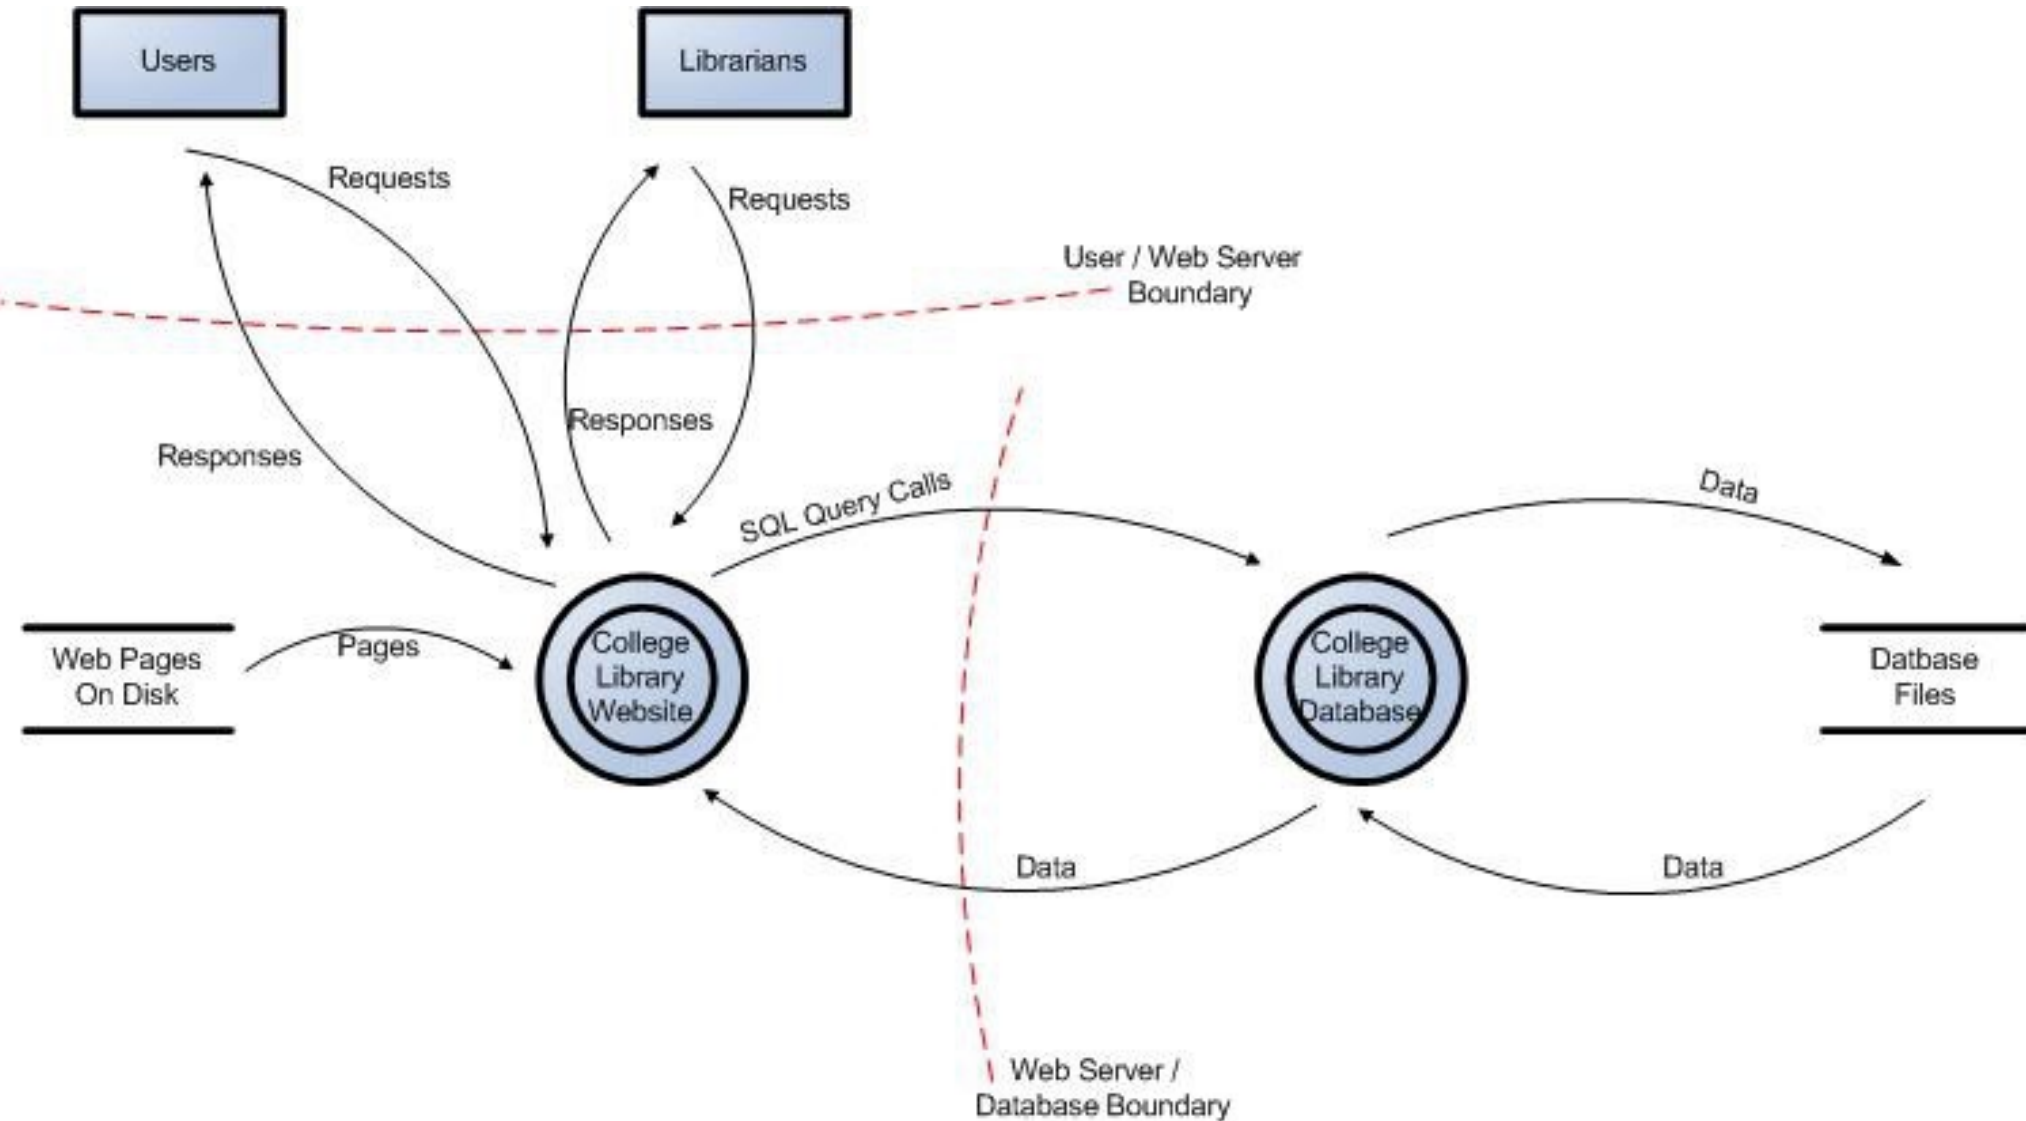 Users
Librarians
Requests
Requests
User / Web Server
Boundary
Responses
Responses
SQL Query Calls
Data
Web Pages
On Disk
Pages
College
Library
Website
College
Library
Database
Datbase
Files
Data
Data
Web Server /
Database Boundary